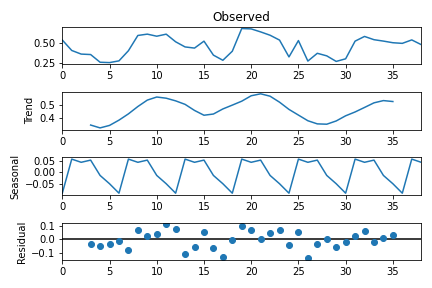 Observed
0.50
0.25
0 5 10 15 20 25 30 35
Trend
0.5
0.4
0 5 10 15 20 25 30 35
Seasonal
0.05
0.00
−0.05
0 5 10 15 20 25 30 35
Residual
0.1
0.0
−0.1
0 5 10 15 20 25 30 35